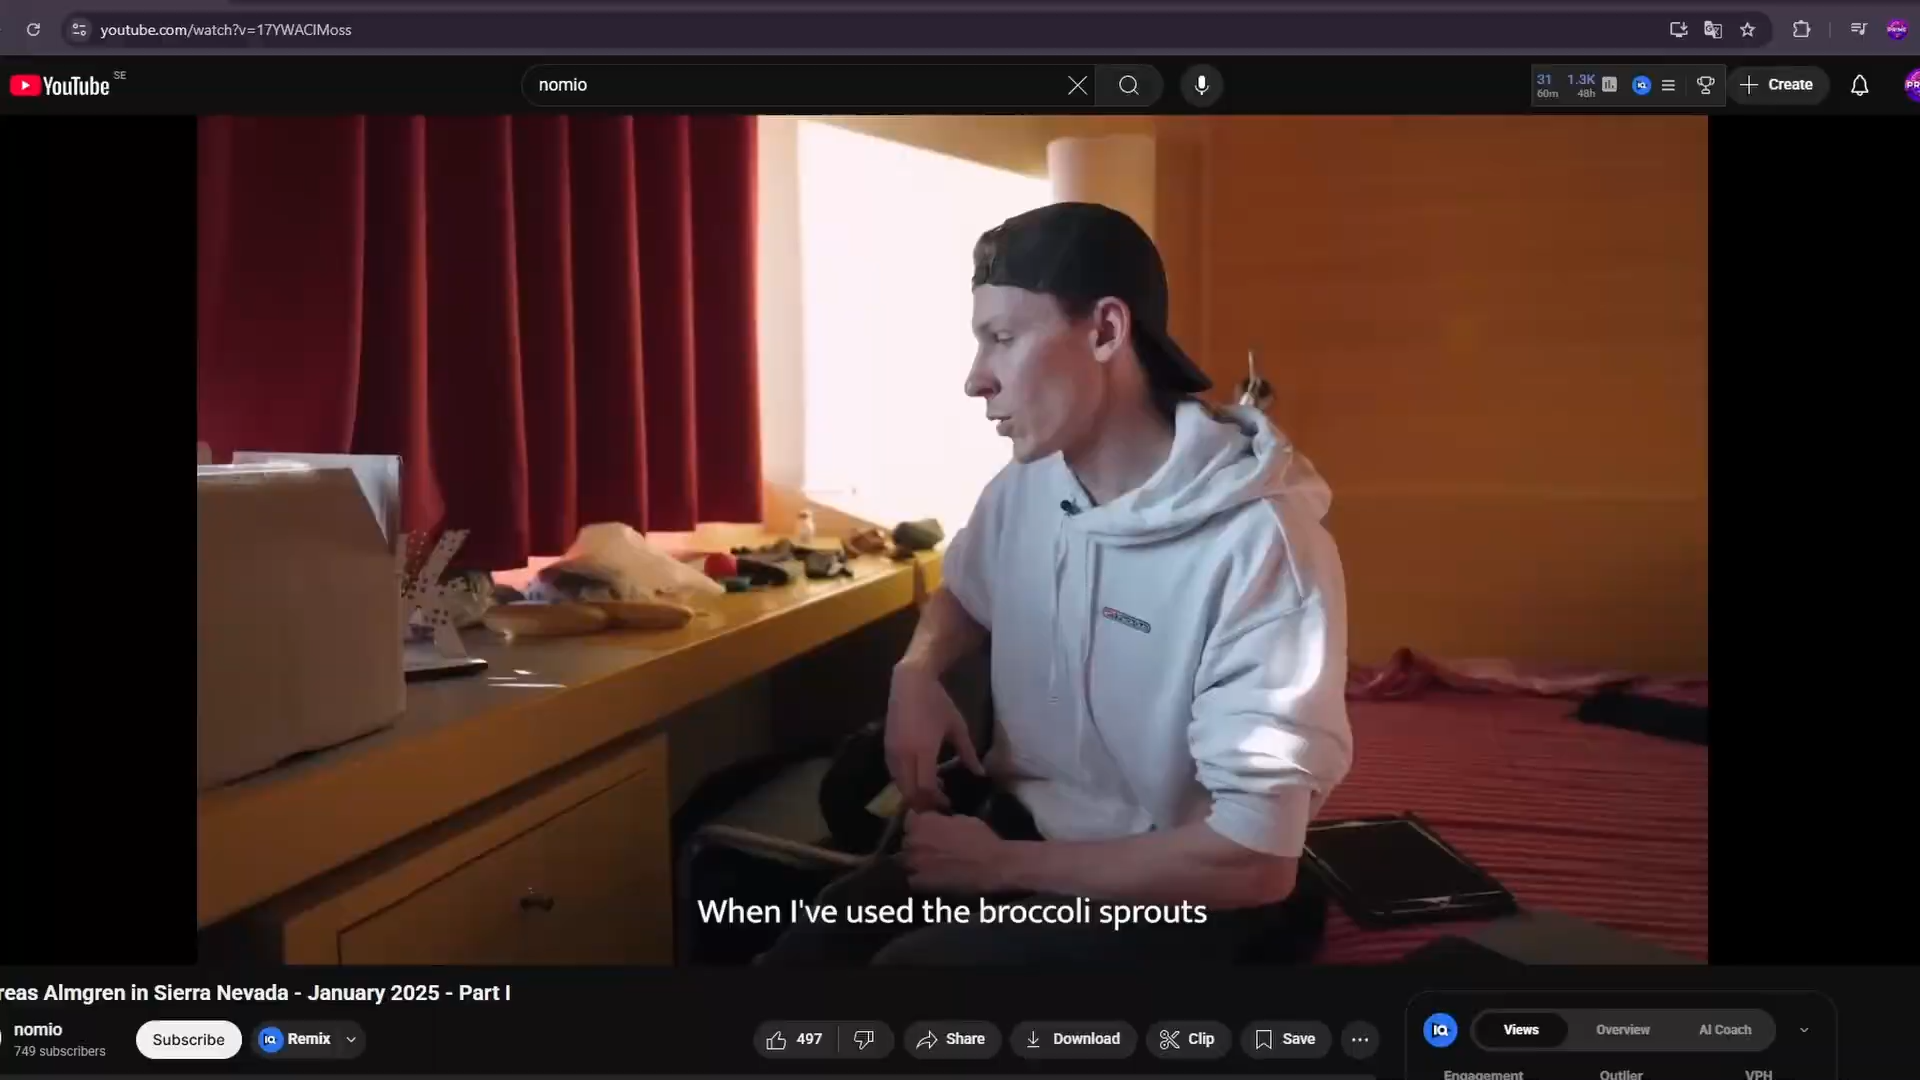 youtube.com/watch?v=17YWACIMoss
YouTube SE
nomio
31 1.3K
60m 48h
Create
When I've used the broccoli sprouts
reas Almgren in Sierra Nevada - January 2025 - Part I
nomio
749 subscribers
Subscribe
Remix
497
Share
Download
Clip
Save
Views
Overview
AI Coach
Engagement
Outlier
VPH